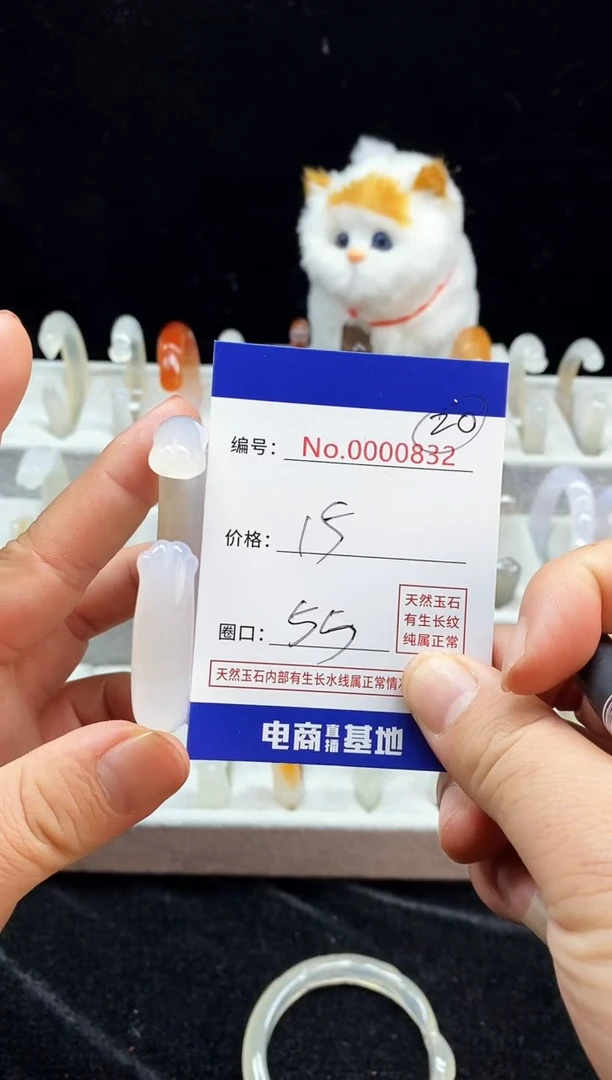 20
编号： No.0000832
价格： 15
圈口： 55
天然玉石
有生长纹
纯属正常
天然玉石内部有生长水线属正常情
电商直播基地